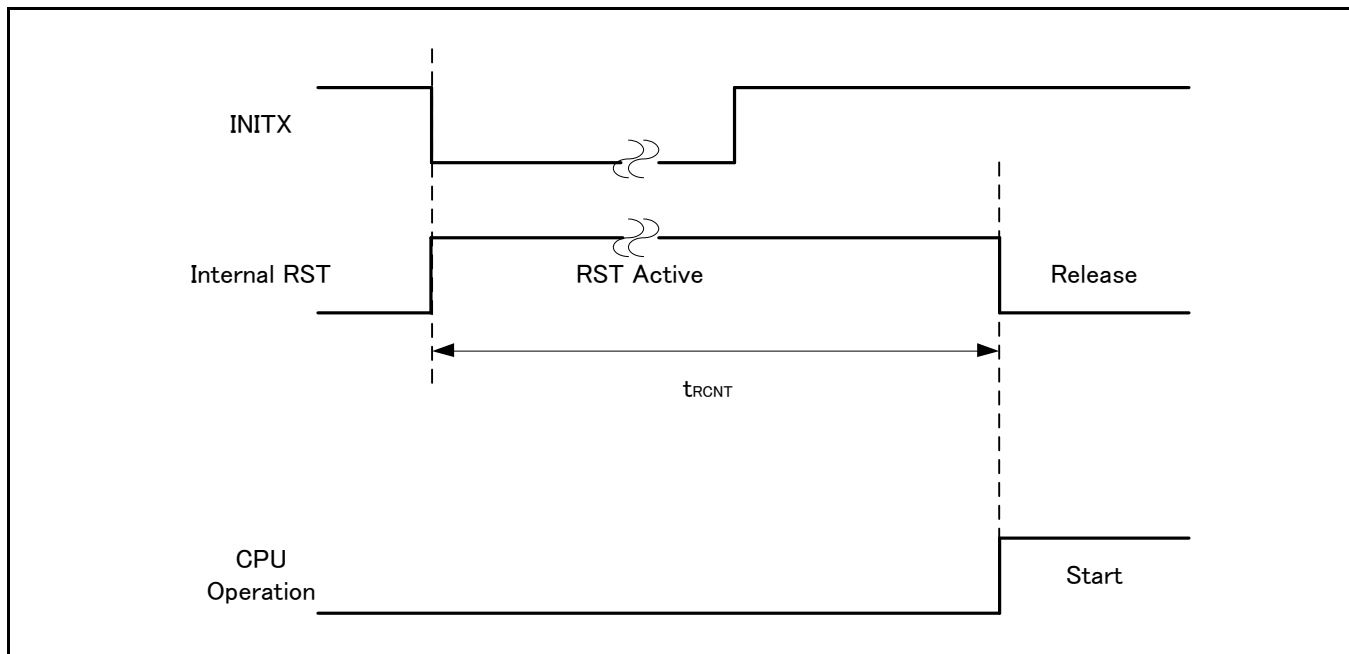 INITX
Internal RST
RST Active
Release
tRCNT
CPU
Operation
Start